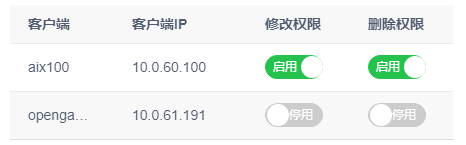 客户端 客户端IP 修改权限 删除权限
aix100 10.0.60.100 启用 启用
openga... 10.0.61.191 停用 停用